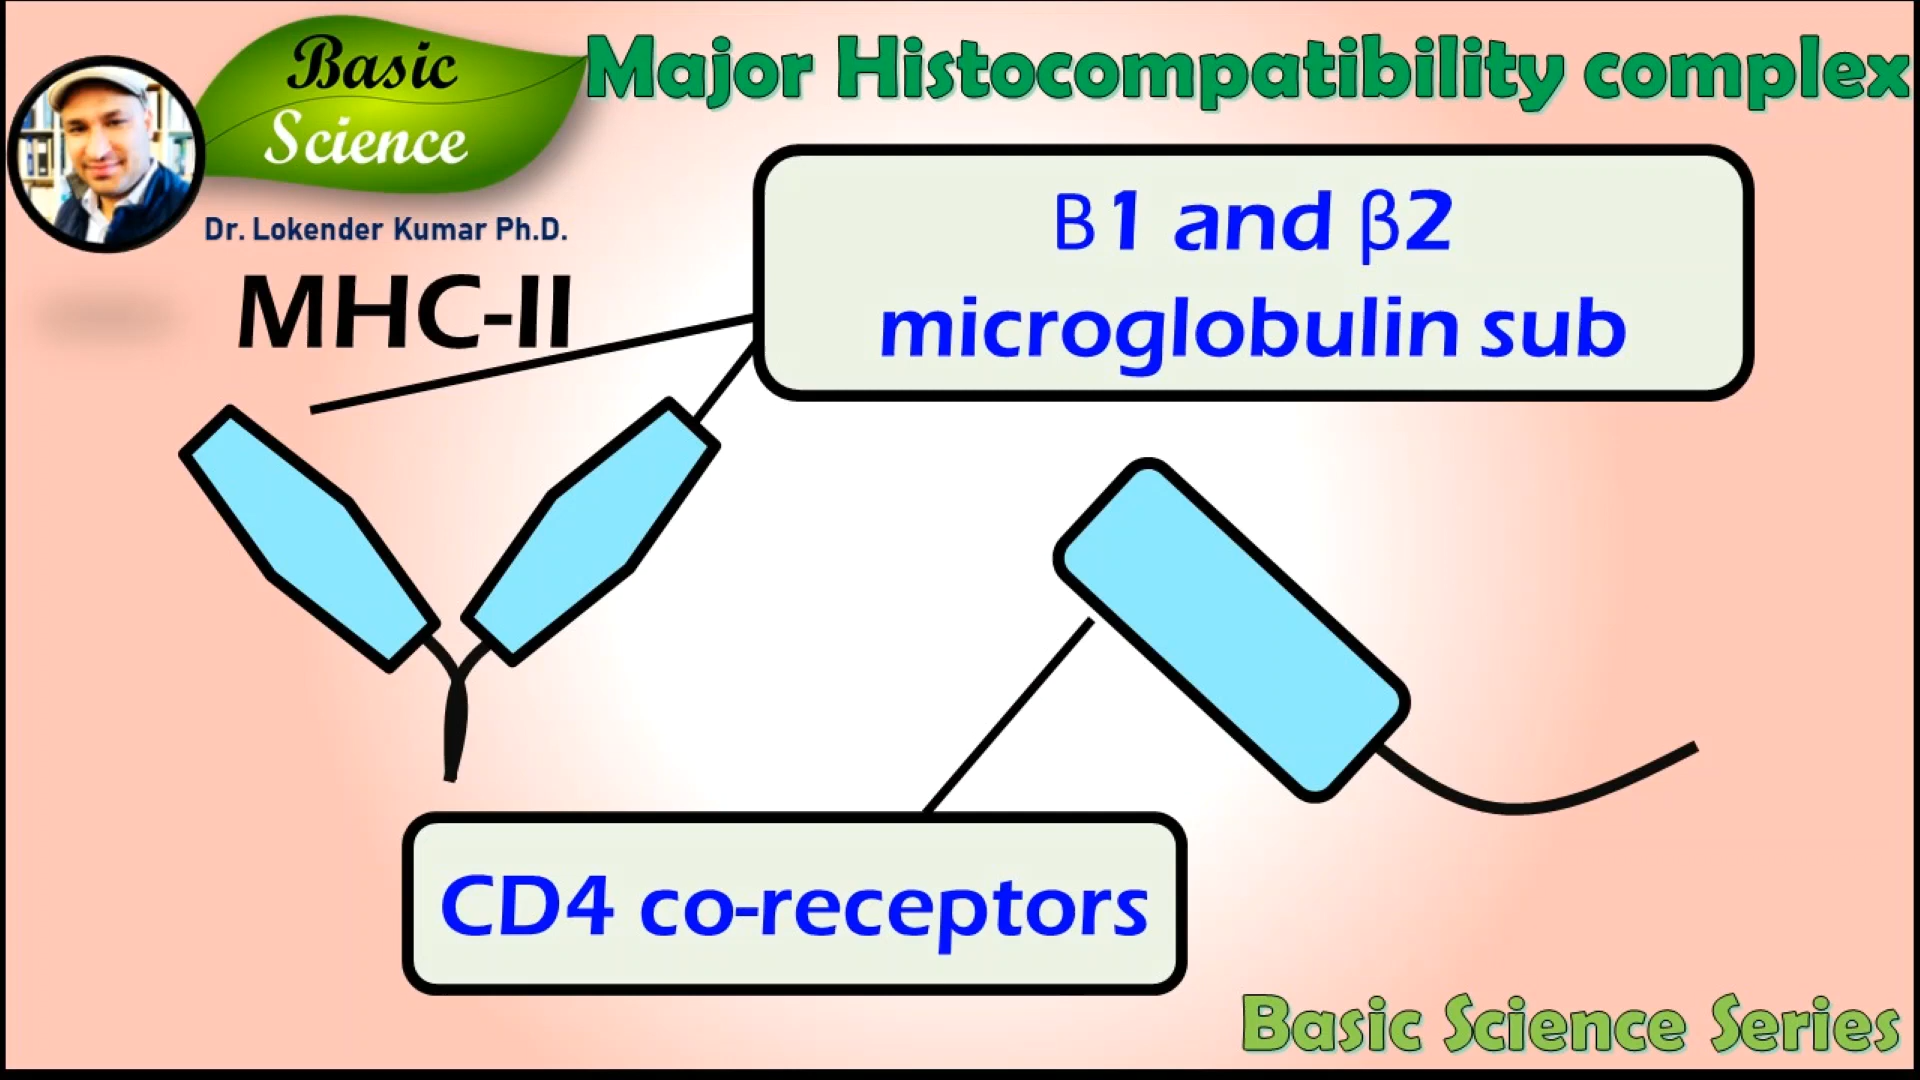 Basic
Science
Major Histocompatibility complex
Dr. Lokender Kumar Ph.D.
MHC-II
Β1 and β2
microglobulin sub
CD4 co-receptors
Basic Science Series